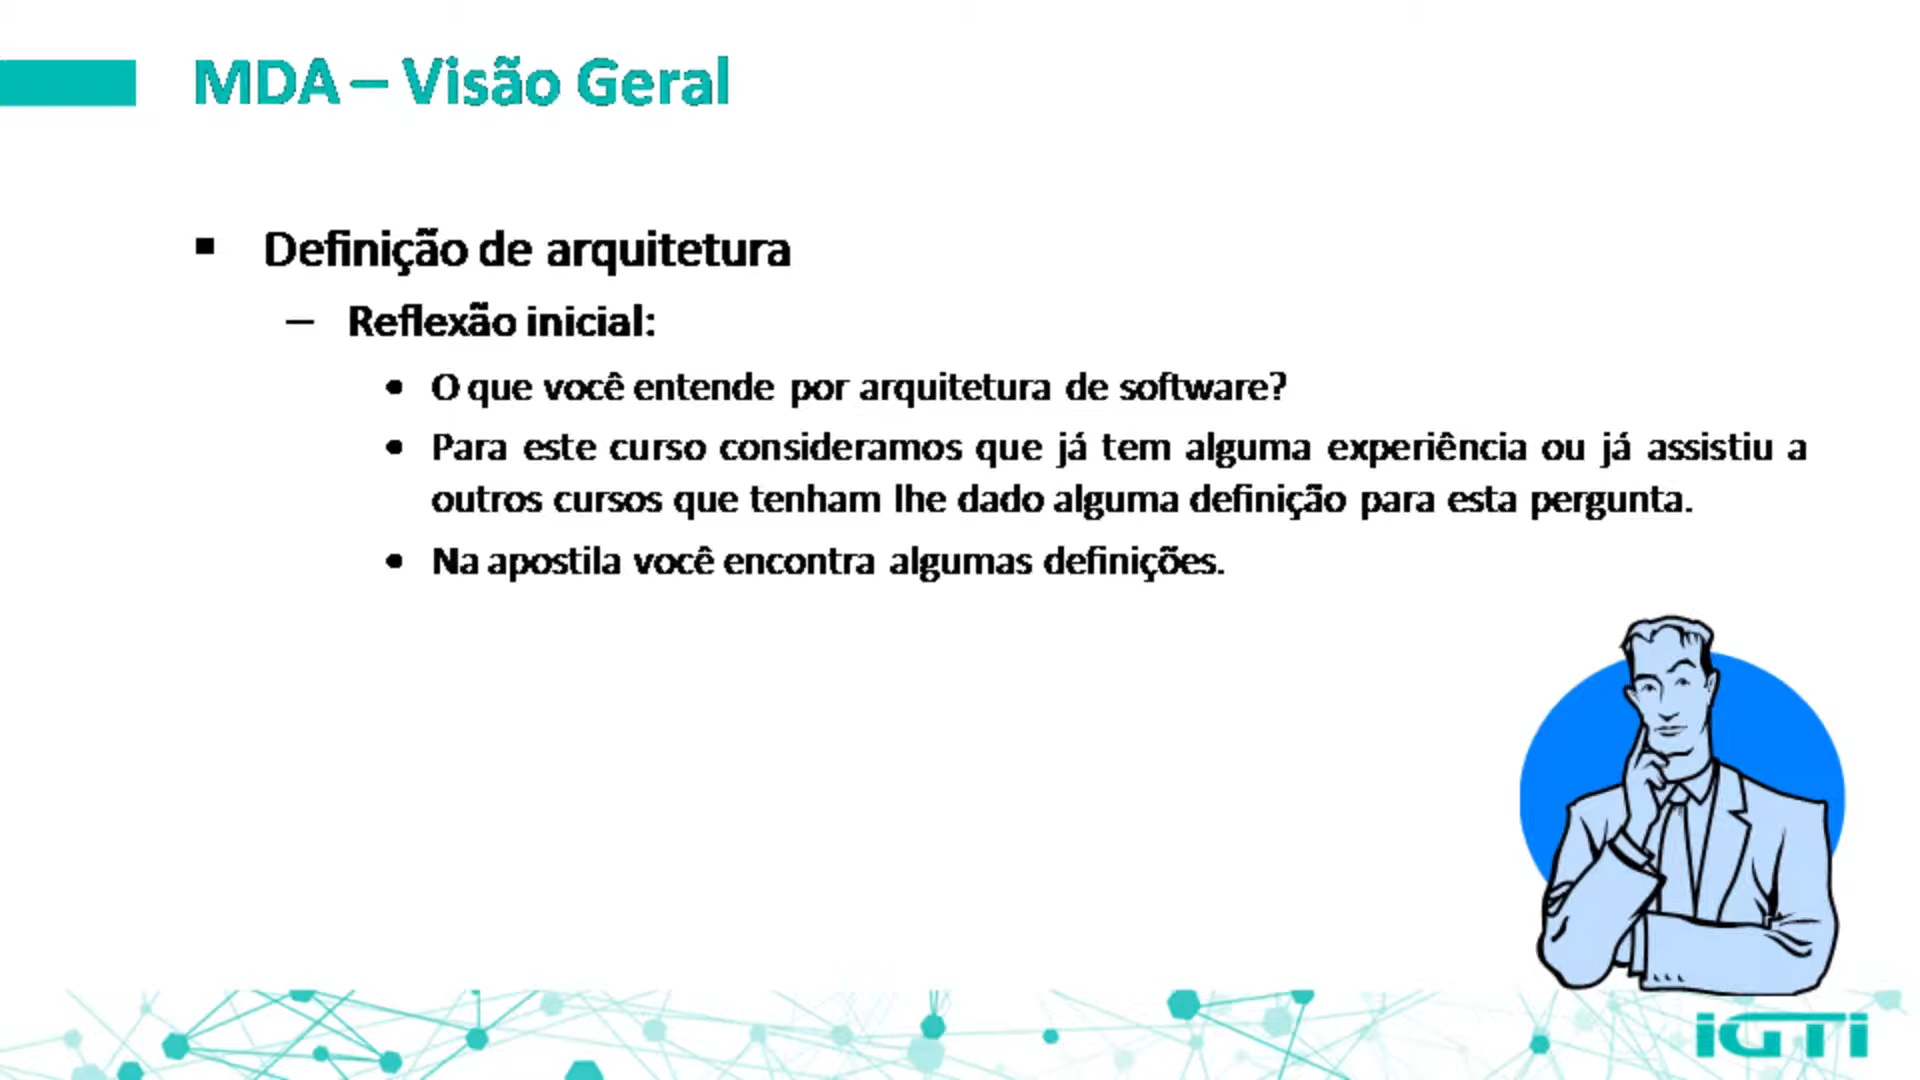 MDA – Visão Geral
▪ Definição de arquitetura
– Reflexão inicial:
• O que você entende por arquitetura de software?
• Para este curso consideramos que já tem alguma experiência ou já assistiu a
outros cursos que tenham lhe dado alguma definição para esta pergunta.
• Na apostila você encontra algumas definições.
iGTi